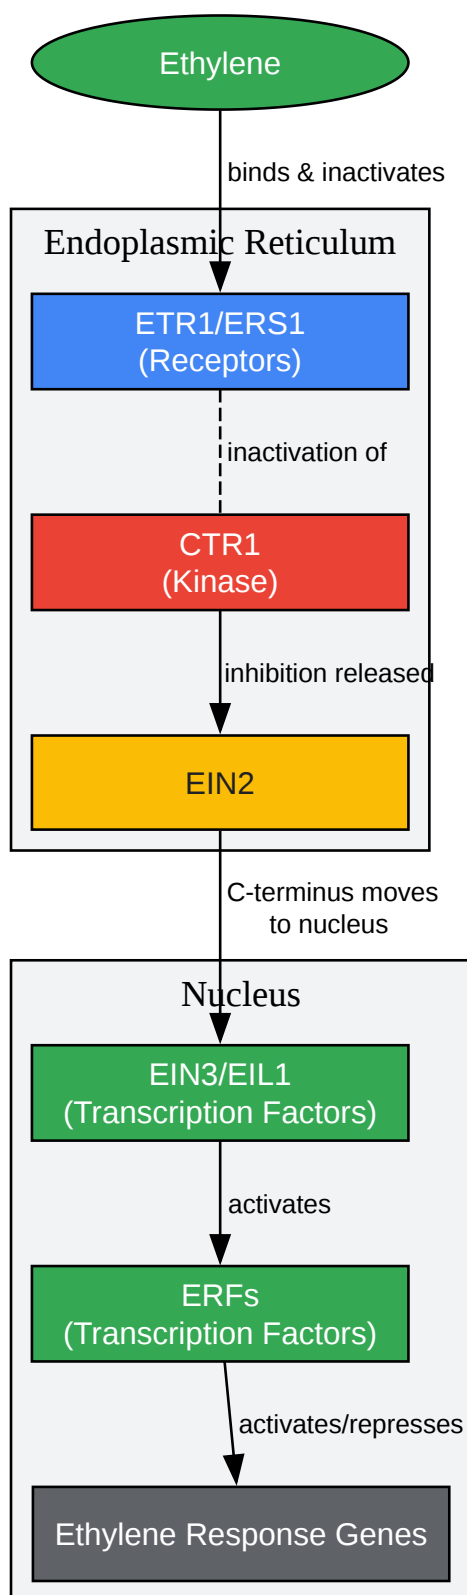 Ethylene
binds & inactivates
Endoplasmic Reticulum
ETR1/ERS1
(Receptors)
inactivation of
CTR1
(Kinase)
inhibition released
EIN2
C-terminus moves
to nucleus
Nucleus
EIN3/EIL1
(Transcription Factors)
activates
ERFs
(Transcription Factors)
activates/represses
Ethylene Response Genes